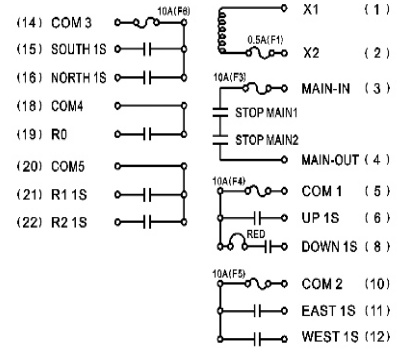 10A(F6)
(14) COM 3
(15) SOUTH 1S
(16) NORTH 1S
(18) COM4
(19) R0
(20) COM5
(21) R1 1S
(22) R2 1S
X1 (1)
0.5A(F1)
X2 (2)
10A(F3)
MAIN-IN (3)
STOP MAIN1
STOP MAIN2
MAIN-OUT (4)
10A(F4)
COM 1 (5)
UP 1S (6)
RED
DOWN 1S (8)
10A(F5)
COM 2 (10)
EAST 1S (11)
WEST 1S (12)